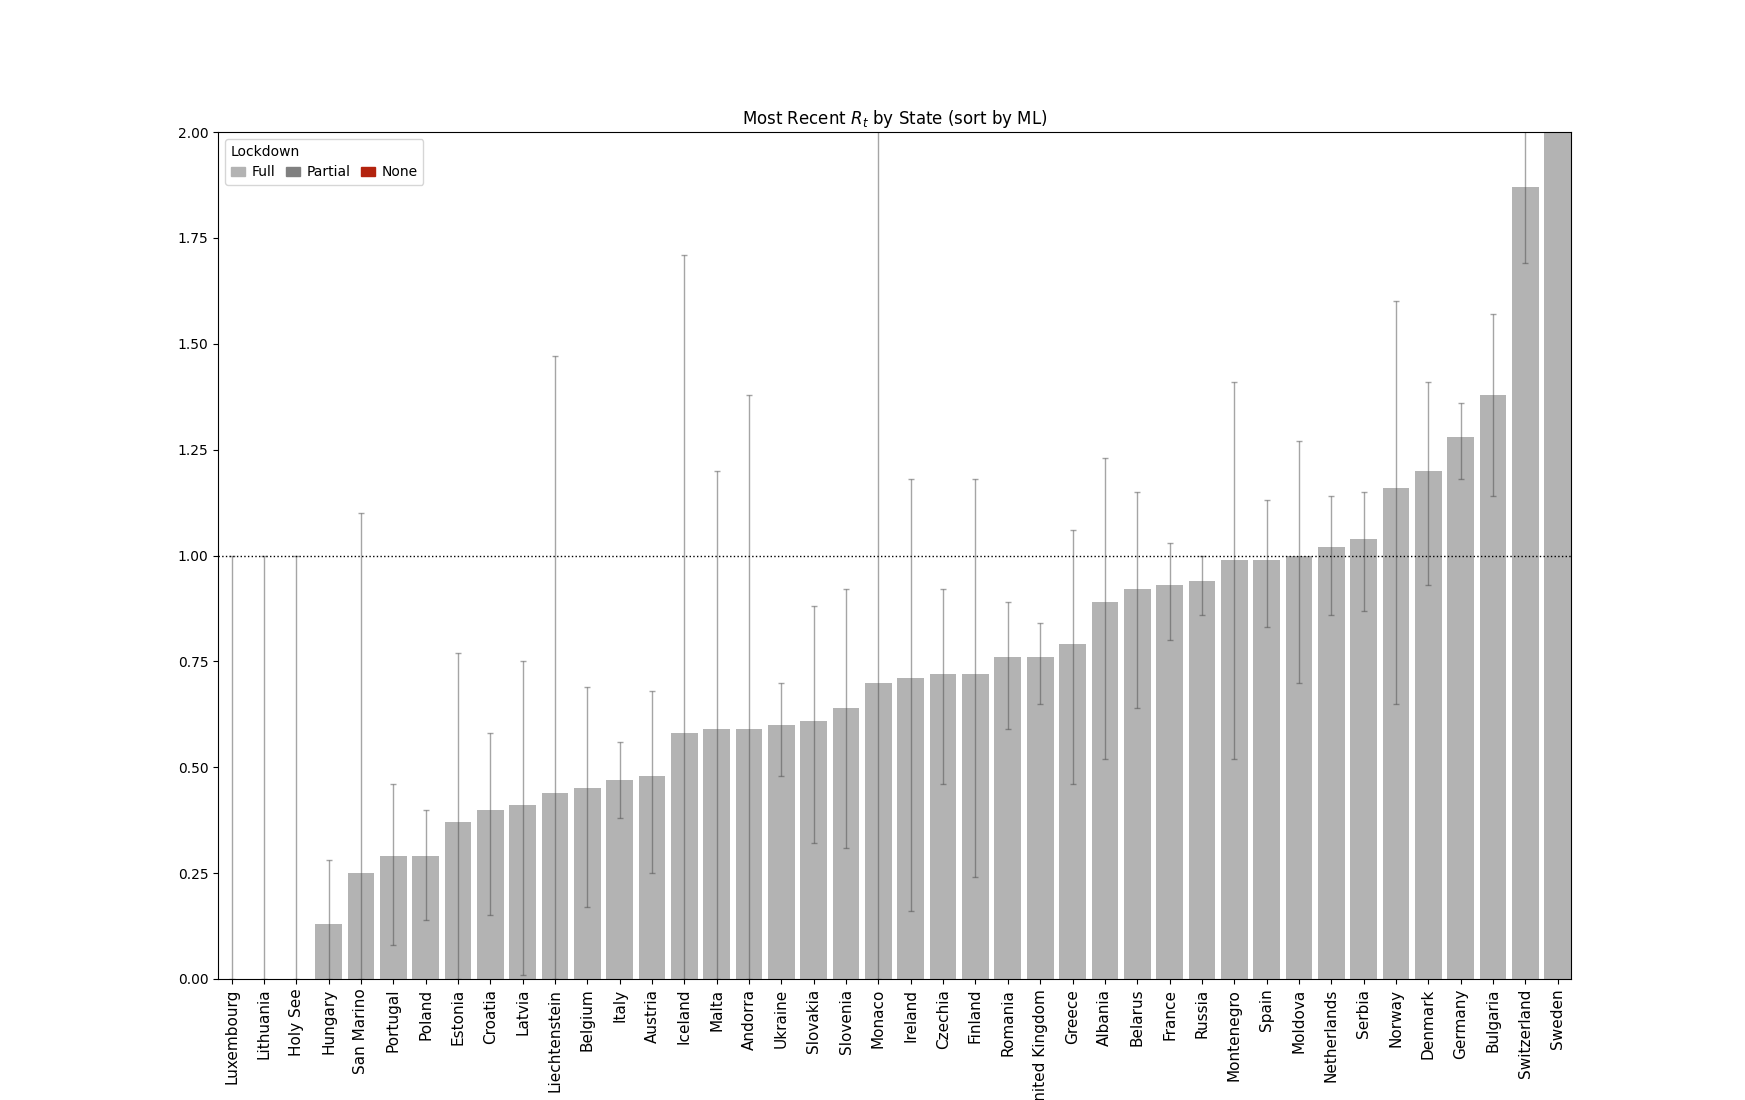 Most Recent Rt by State (sort by ML)
Lockdown
Full Partial None
2.00
1.75
1.50
1.25
1.00
0.75
0.50
0.25
0.00
Luxembourg
Lithuania
Holy See
Hungary
San Marino
Portugal
Poland
Estonia
Croatia
Latvia
Liechtenstein
Belgium
Italy
Austria
Iceland
Malta
Andorra
Ukraine
Slovakia
Slovenia
Monaco
Ireland
Czechia
Finland
Romania
nited Kingdom
Greece
Albania
Belarus
France
Russia
Montenegro
Spain
Moldova
Netherlands
Serbia
Norway
Denmark
Germany
Bulgaria
Switzerland
Sweden